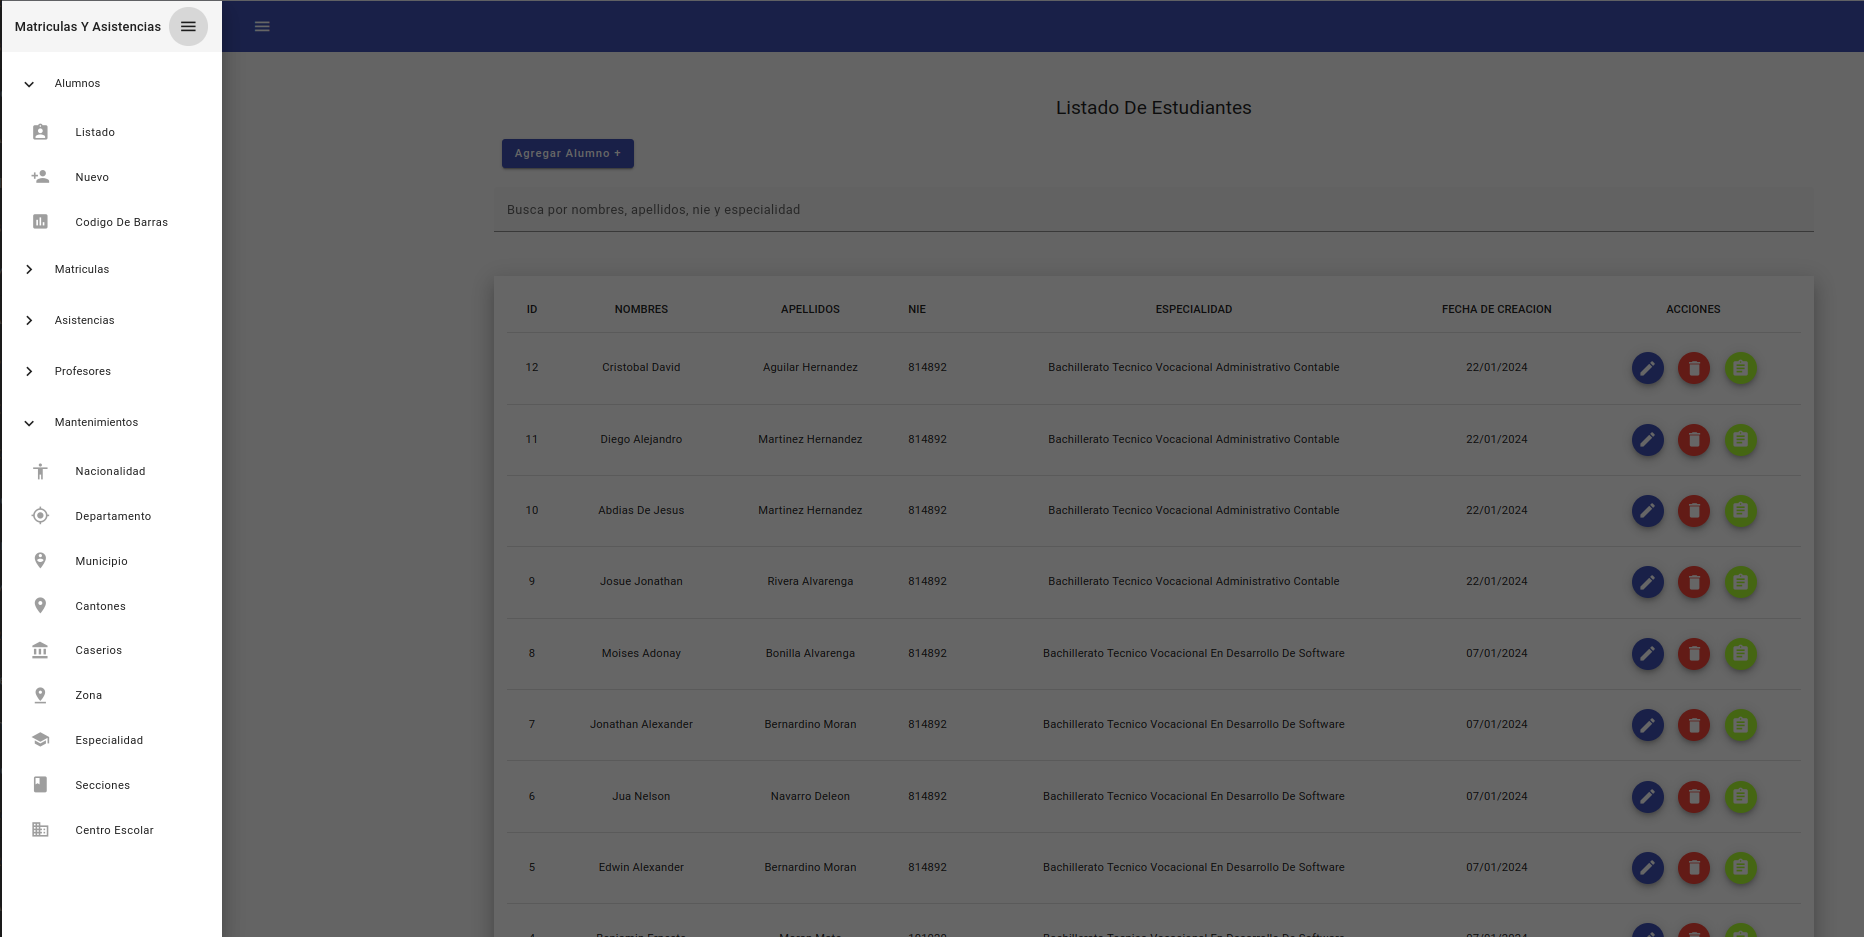 Matriculas Y Asistencias
Alumnos
Listado
Nuevo
Codigo De Barras
Matriculas
Asistencias
Profesores
Mantenimientos
Nacionalidad
Departamento
Municipio
Cantones
Caserios
Zona
Especialidad
Secciones
Centro Escolar
Listado De Estudiantes
Agregar Alumno +
Busca por nombres, apellidos, nie y especialidad
ID NOMBRES APELLIDOS NIE ESPECIALIDAD FECHA DE CREACION ACCIONES
12 Cristobal David Aguilar Hernandez 814892 Bachillerato Tecnico Vocacional Administrativo Contable 22/01/2024
11 Diego Alejandro Martinez Hernandez 814892 Bachillerato Tecnico Vocacional Administrativo Contable 22/01/2024
10 Abdias De Jesus Martinez Hernandez 814892 Bachillerato Tecnico Vocacional Administrativo Contable 22/01/2024
9 Josue Jonathan Rivera Alvarenga 814892 Bachillerato Tecnico Vocacional Administrativo Contable 22/01/2024
8 Moises Adonay Bonilla Alvarenga 814892 Bachillerato Tecnico Vocacional En Desarrollo De Software 07/01/2024
7 Jonathan Alexander Bernardino Moran 814892 Bachillerato Tecnico Vocacional En Desarrollo De Software 07/01/2024
6 Jua Nelson Navarro Deleon 814892 Bachillerato Tecnico Vocacional En Desarrollo De Software 07/01/2024
5 Edwin Alexander Bernardino Moran 814892 Bachillerato Tecnico Vocacional En Desarrollo De Software 07/01/2024